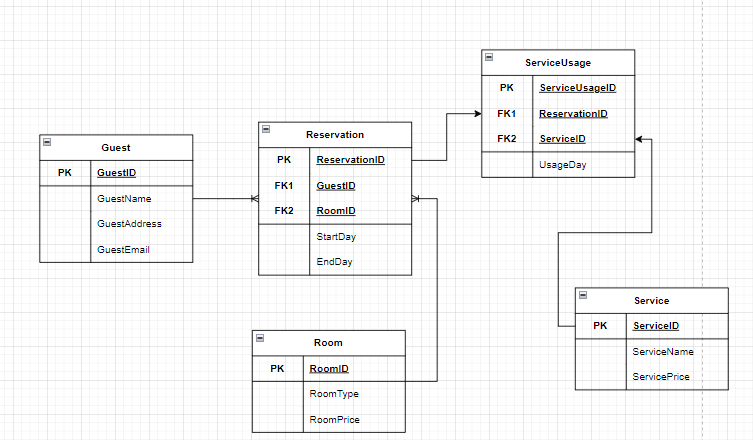 Guest
PK GuestID
GuestName
GuestAddress
GuestEmail
Reservation
PK ReservationID
FK1 GuestID
FK2 RoomID
StartDay
EndDay
ServiceUsage
PK ServiceUsageID
FK1 ReservationID
FK2 ServiceID
UsageDay
Room
PK RoomID
RoomType
RoomPrice
Service
PK ServiceID
ServiceName
ServicePrice